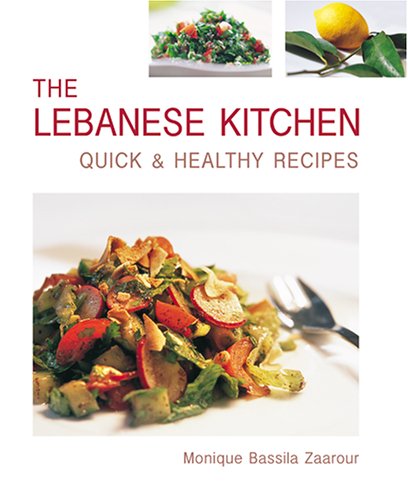 THE
LEBANESE KITCHEN
QUICK & HEALTHY RECIPES
Monique Bassila Zaarour